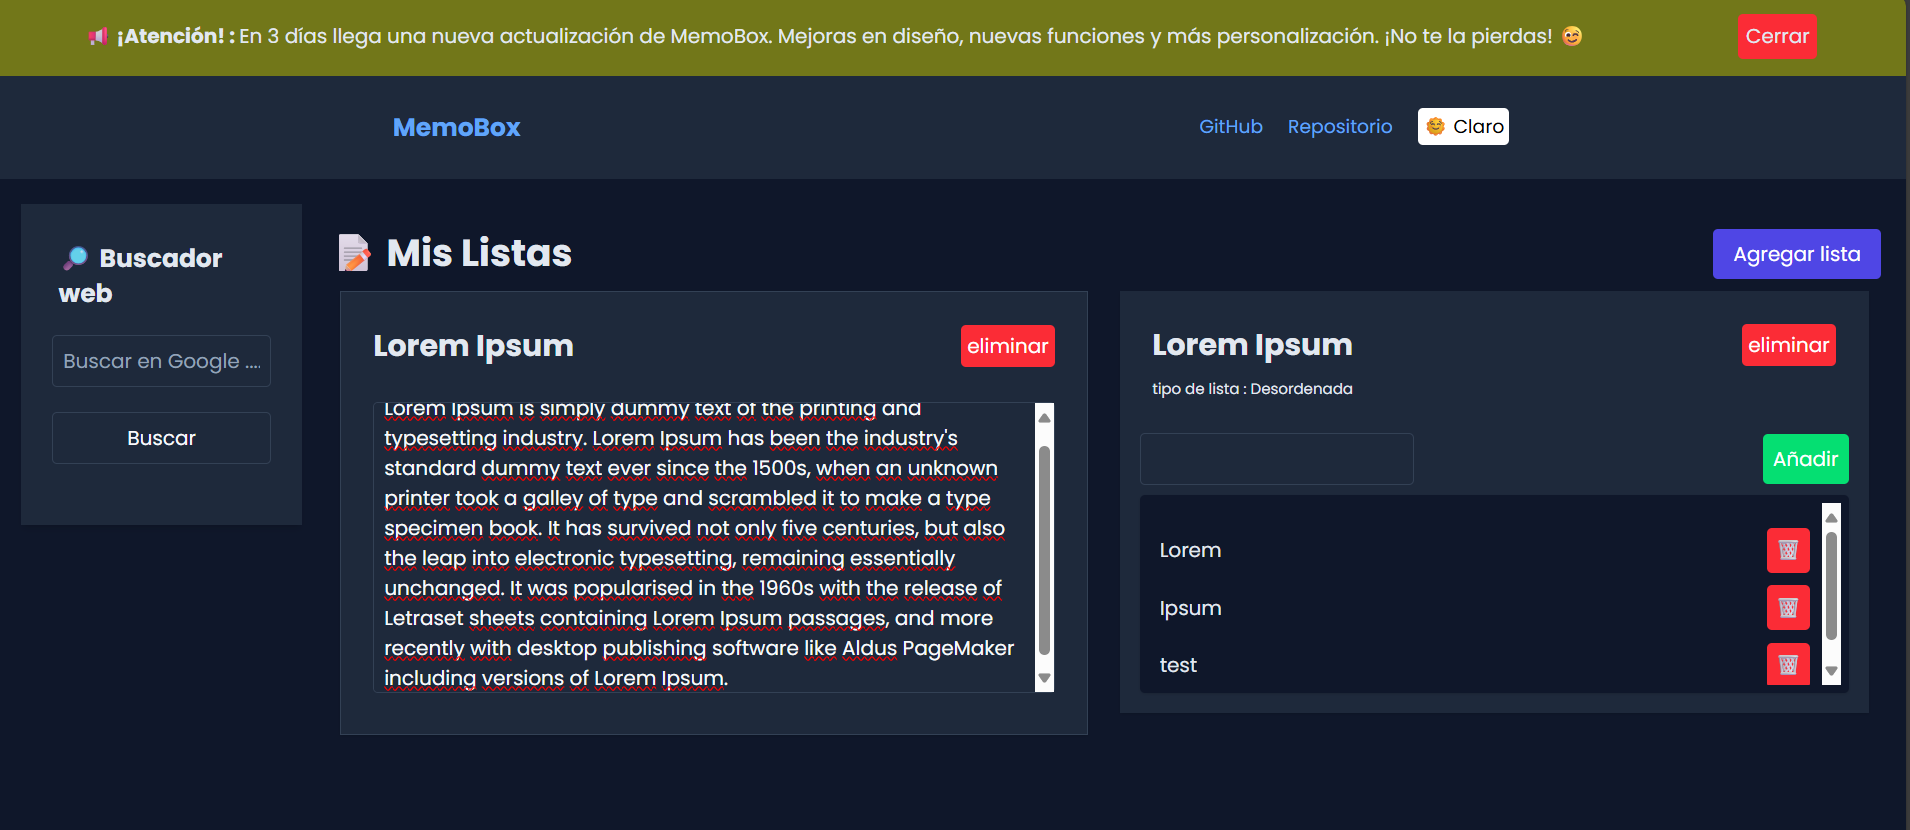 ¡Atención! : En 3 días llega una nueva actualización de MemoBox. Mejoras en diseño, nuevas funciones y más personalización. ¡No te la pierdas!
Cerrar
MemoBox
GitHub
Repositorio
Claro
Buscador
web
Buscar en Google ....
Buscar
Mis Listas
Agregar lista
Lorem Ipsum
eliminar
Lorem Ipsum is simply dummy text of the printing and
typesetting industry. Lorem Ipsum has been the industry's
standard dummy text ever since the 1500s, when an unknown
printer took a galley of type and scrambled it to make a type
specimen book. It has survived not only five centuries, but also
the leap into electronic typesetting, remaining essentially
unchanged. It was popularised in the 1960s with the release of
Letraset sheets containing Lorem Ipsum passages, and more
recently with desktop publishing software like Aldus PageMaker
including versions of Lorem Ipsum.
Lorem Ipsum
eliminar
tipo de lista : Desordenada
Añadir
Lorem
Ipsum
test